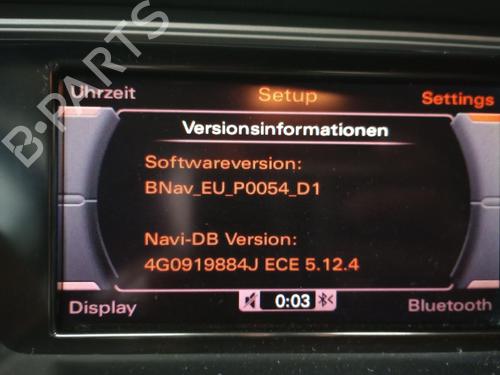 B-PARTS
Uhrzeit
Setup
Settings
Versionsinformationen
Softwareversion:
BNav_EU_P0054_D1
Navi-DB Version:
4G0919884J ECE 5.12.4
Display
0:03
Bluetooth